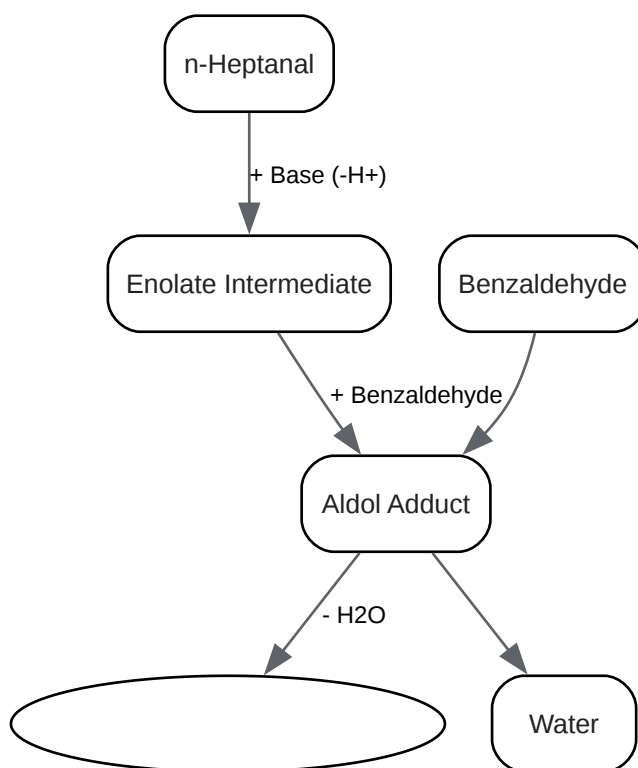 n-Heptanal
+ Base (-H+)
Enolate Intermediate
Benzaldehyde
+ Benzaldehyde
Aldol Adduct
- H2O
Water